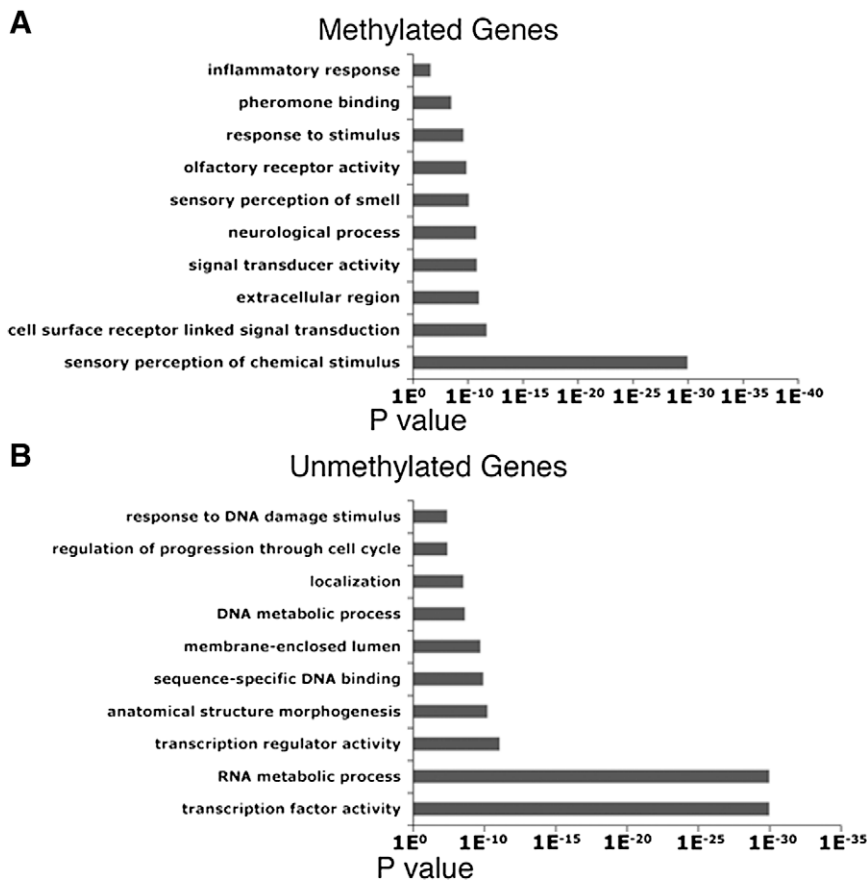 A
Methylated Genes
inflammatory response
pheromone binding
response to stimulus
olfactory receptor activity
sensory perception of smell
neurological process
signal transducer activity
extracellular region
cell surface receptor linked signal transduction
sensory perception of chemical stimulus
1E⁰ 1E⁻¹⁰ 1E⁻¹⁵ 1E⁻²⁰ 1E⁻²⁵ 1E⁻³⁰ 1E⁻³⁵ 1E⁻⁴⁰
P value
B
Unmethylated Genes
response to DNA damage stimulus
regulation of progression through cell cycle
localization
DNA metabolic process
membrane-enclosed lumen
sequence-specific DNA binding
anatomical structure morphogenesis
transcription regulator activity
RNA metabolic process
transcription factor activity
1E⁰ 1E⁻¹⁰ 1E⁻¹⁵ 1E⁻²⁰ 1E⁻²⁵ 1E⁻³⁰ 1E⁻³⁵
P value